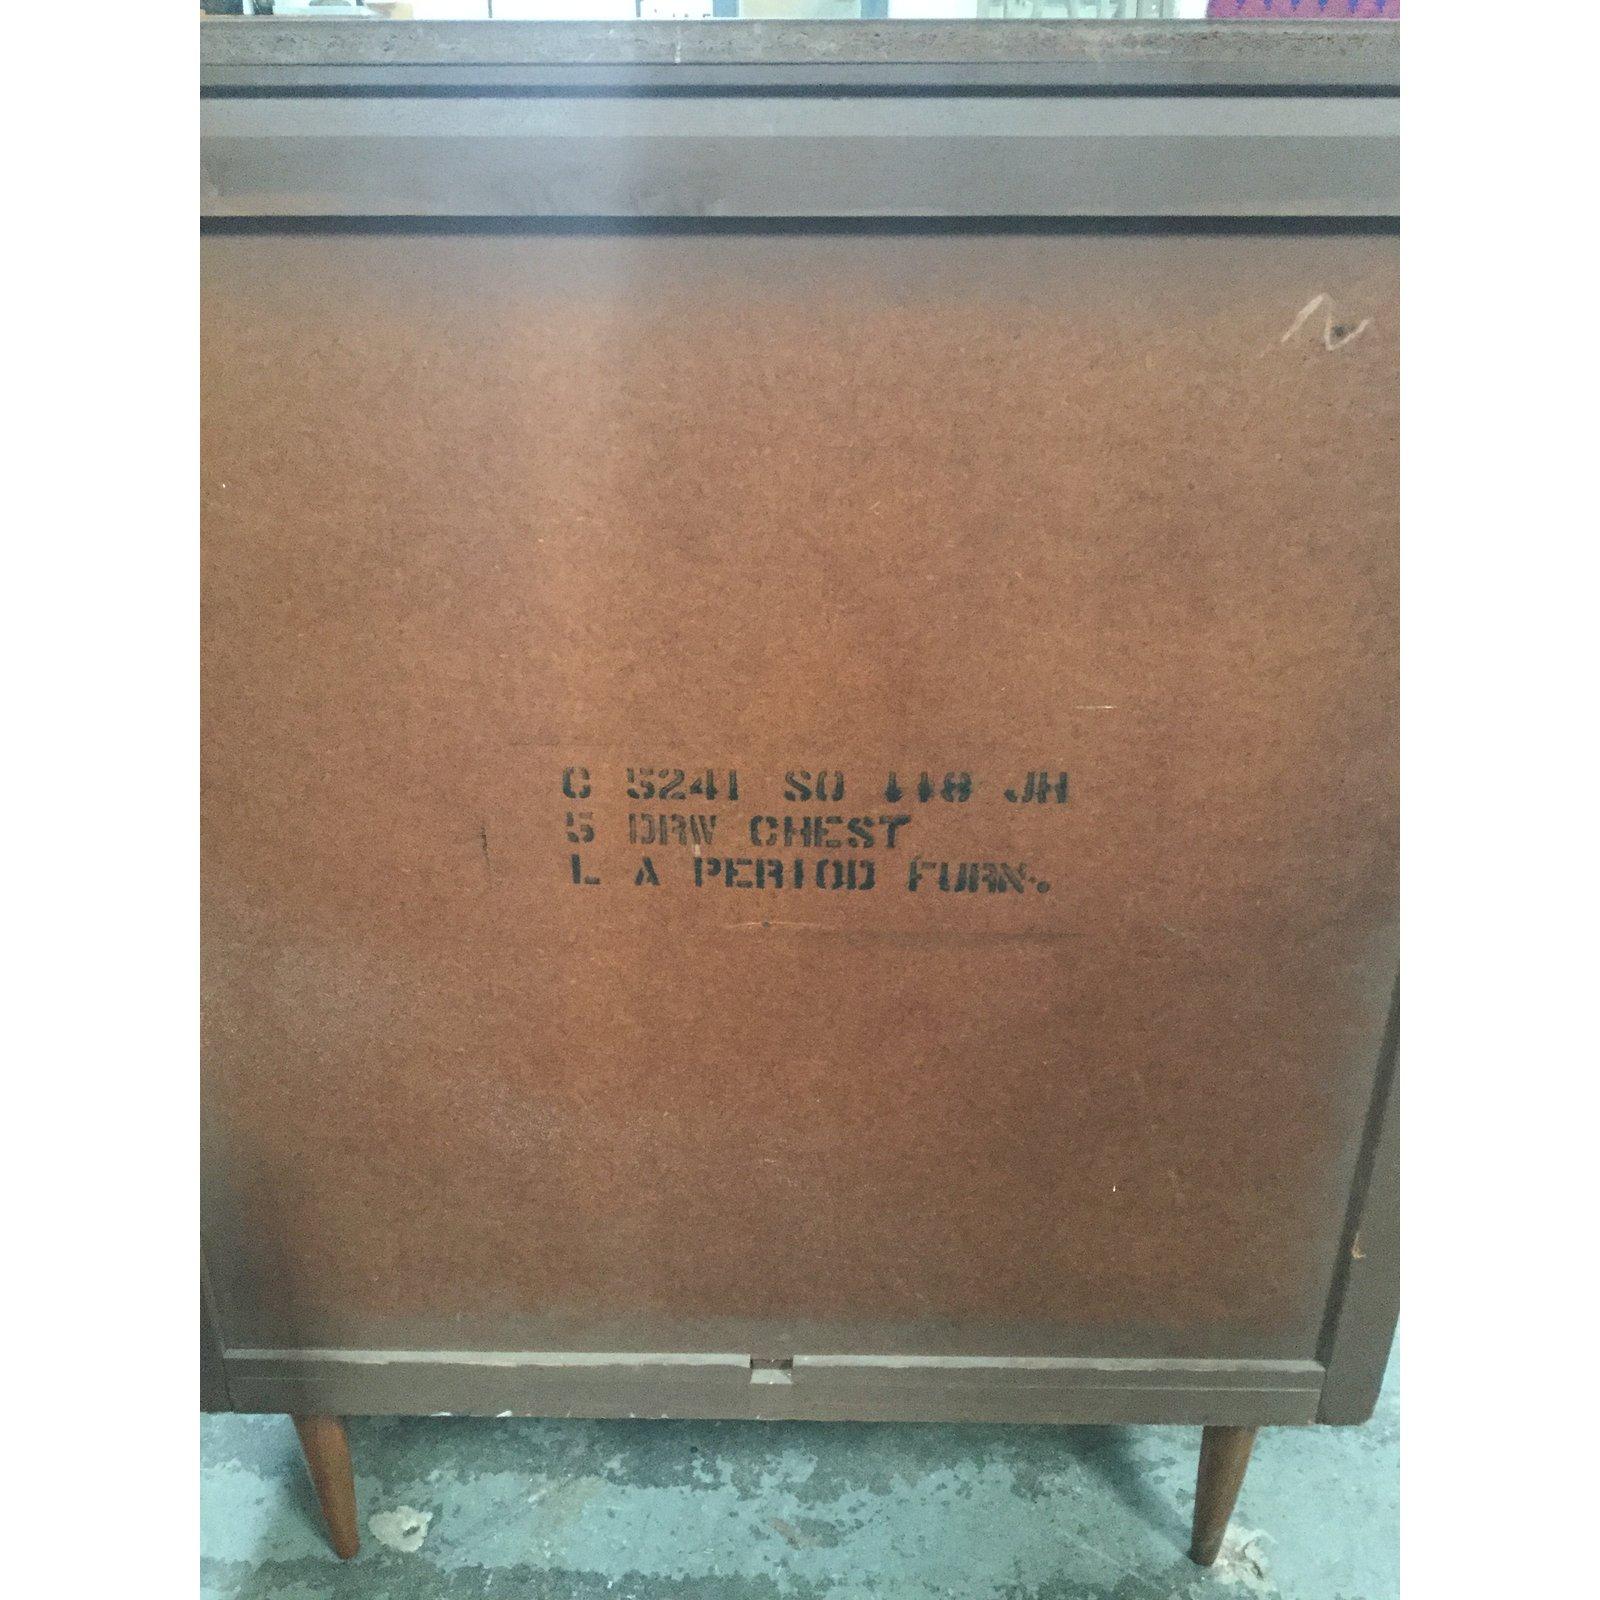 C 5241 SO 118 JH
5 DRW CHEST
L A PERIOD FURN.